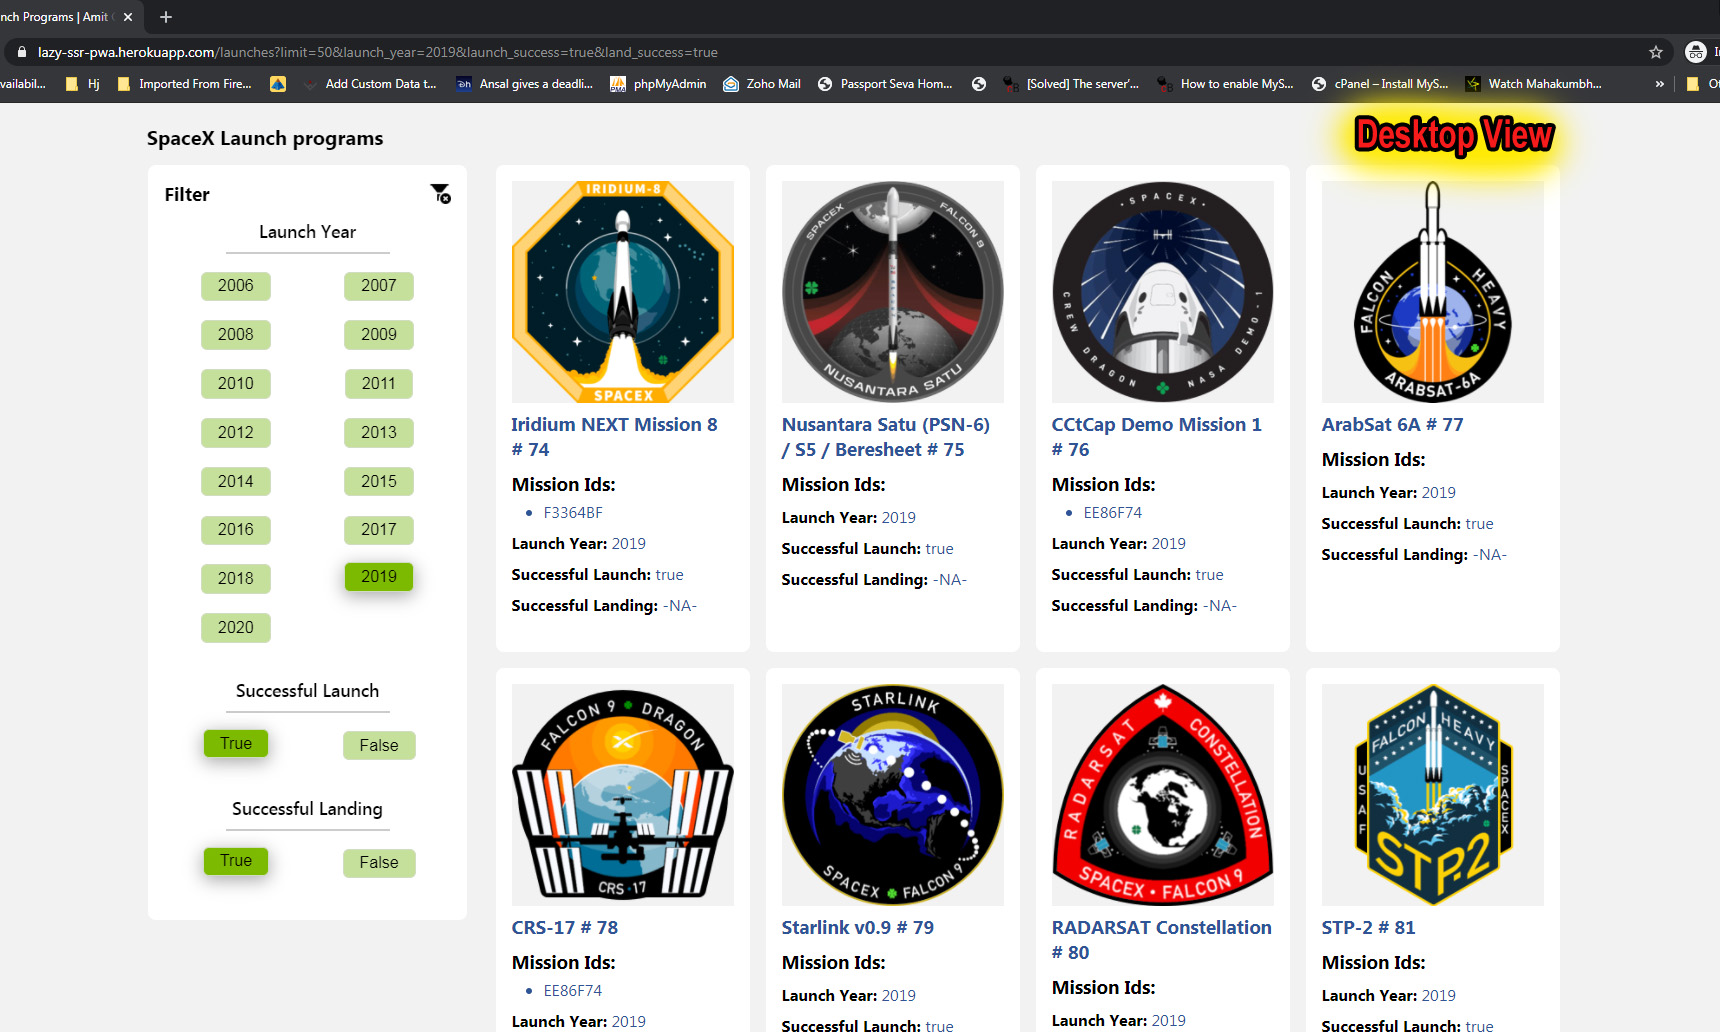 nch Programs | Amit
lazy-ssr-pwa.herokuapp.com/launches?limit=50&launch_year=2019&launch_success=true&land_success=true
vailabil...
Hj
Imported From Fire...
Add Custom Data t...
Ansal gives a deadli...
phpMyAdmin
Zoho Mail
Passport Seva Hom...
[Solved] The server'...
How to enable MyS...
cPanel – Install MyS...
Watch Mahakumbh...
»
Desktop View
SpaceX Launch programs
Filter
Launch Year
2006 2007
2008 2009
2010 2011
2012 2013
2014 2015
2016 2017
2018 2019
2020
Successful Launch
True False
Successful Landing
True False
IRIDIUM-8
SPACEX
Iridium NEXT Mission 8
# 74
Mission Ids:
F3364BF
Launch Year: 2019
Successful Launch: true
Successful Landing: -NA-
SPACEX FALCON 9
NUSANTARA SATU
Nusantara Satu (PSN-6)
/ S5 / Beresheet # 75
Mission Ids:
Launch Year: 2019
Successful Launch: true
Successful Landing: -NA-
· SPACEX ·
CREW DRAGON NASA DEMO-1
CCtCap Demo Mission 1
# 76
Mission Ids:
EE86F74
Launch Year: 2019
Successful Launch: true
Successful Landing: -NA-
FALCON HEAVY
ARABSAT-6A
ArabSat 6A # 77
Mission Ids:
Launch Year: 2019
Successful Launch: true
Successful Landing: -NA-
FALCON 9 DRAGON
CRS 17
CRS-17 # 78
Mission Ids:
EE86F74
Launch Year: 2019
STARLINK
SPACEX FALCON 9
Starlink v0.9 # 79
Mission Ids:
Launch Year: 2019
Successful Launch: true
RADARSAT CONSTELLATION
SPACEX · FALCON 9
RADARSAT Constellation
# 80
Mission Ids:
Launch Year: 2019
FALCON HEAVY
USAF
SPACEX
STP-2
STP-2 # 81
Mission Ids:
Launch Year: 2019
Successful Launch: true